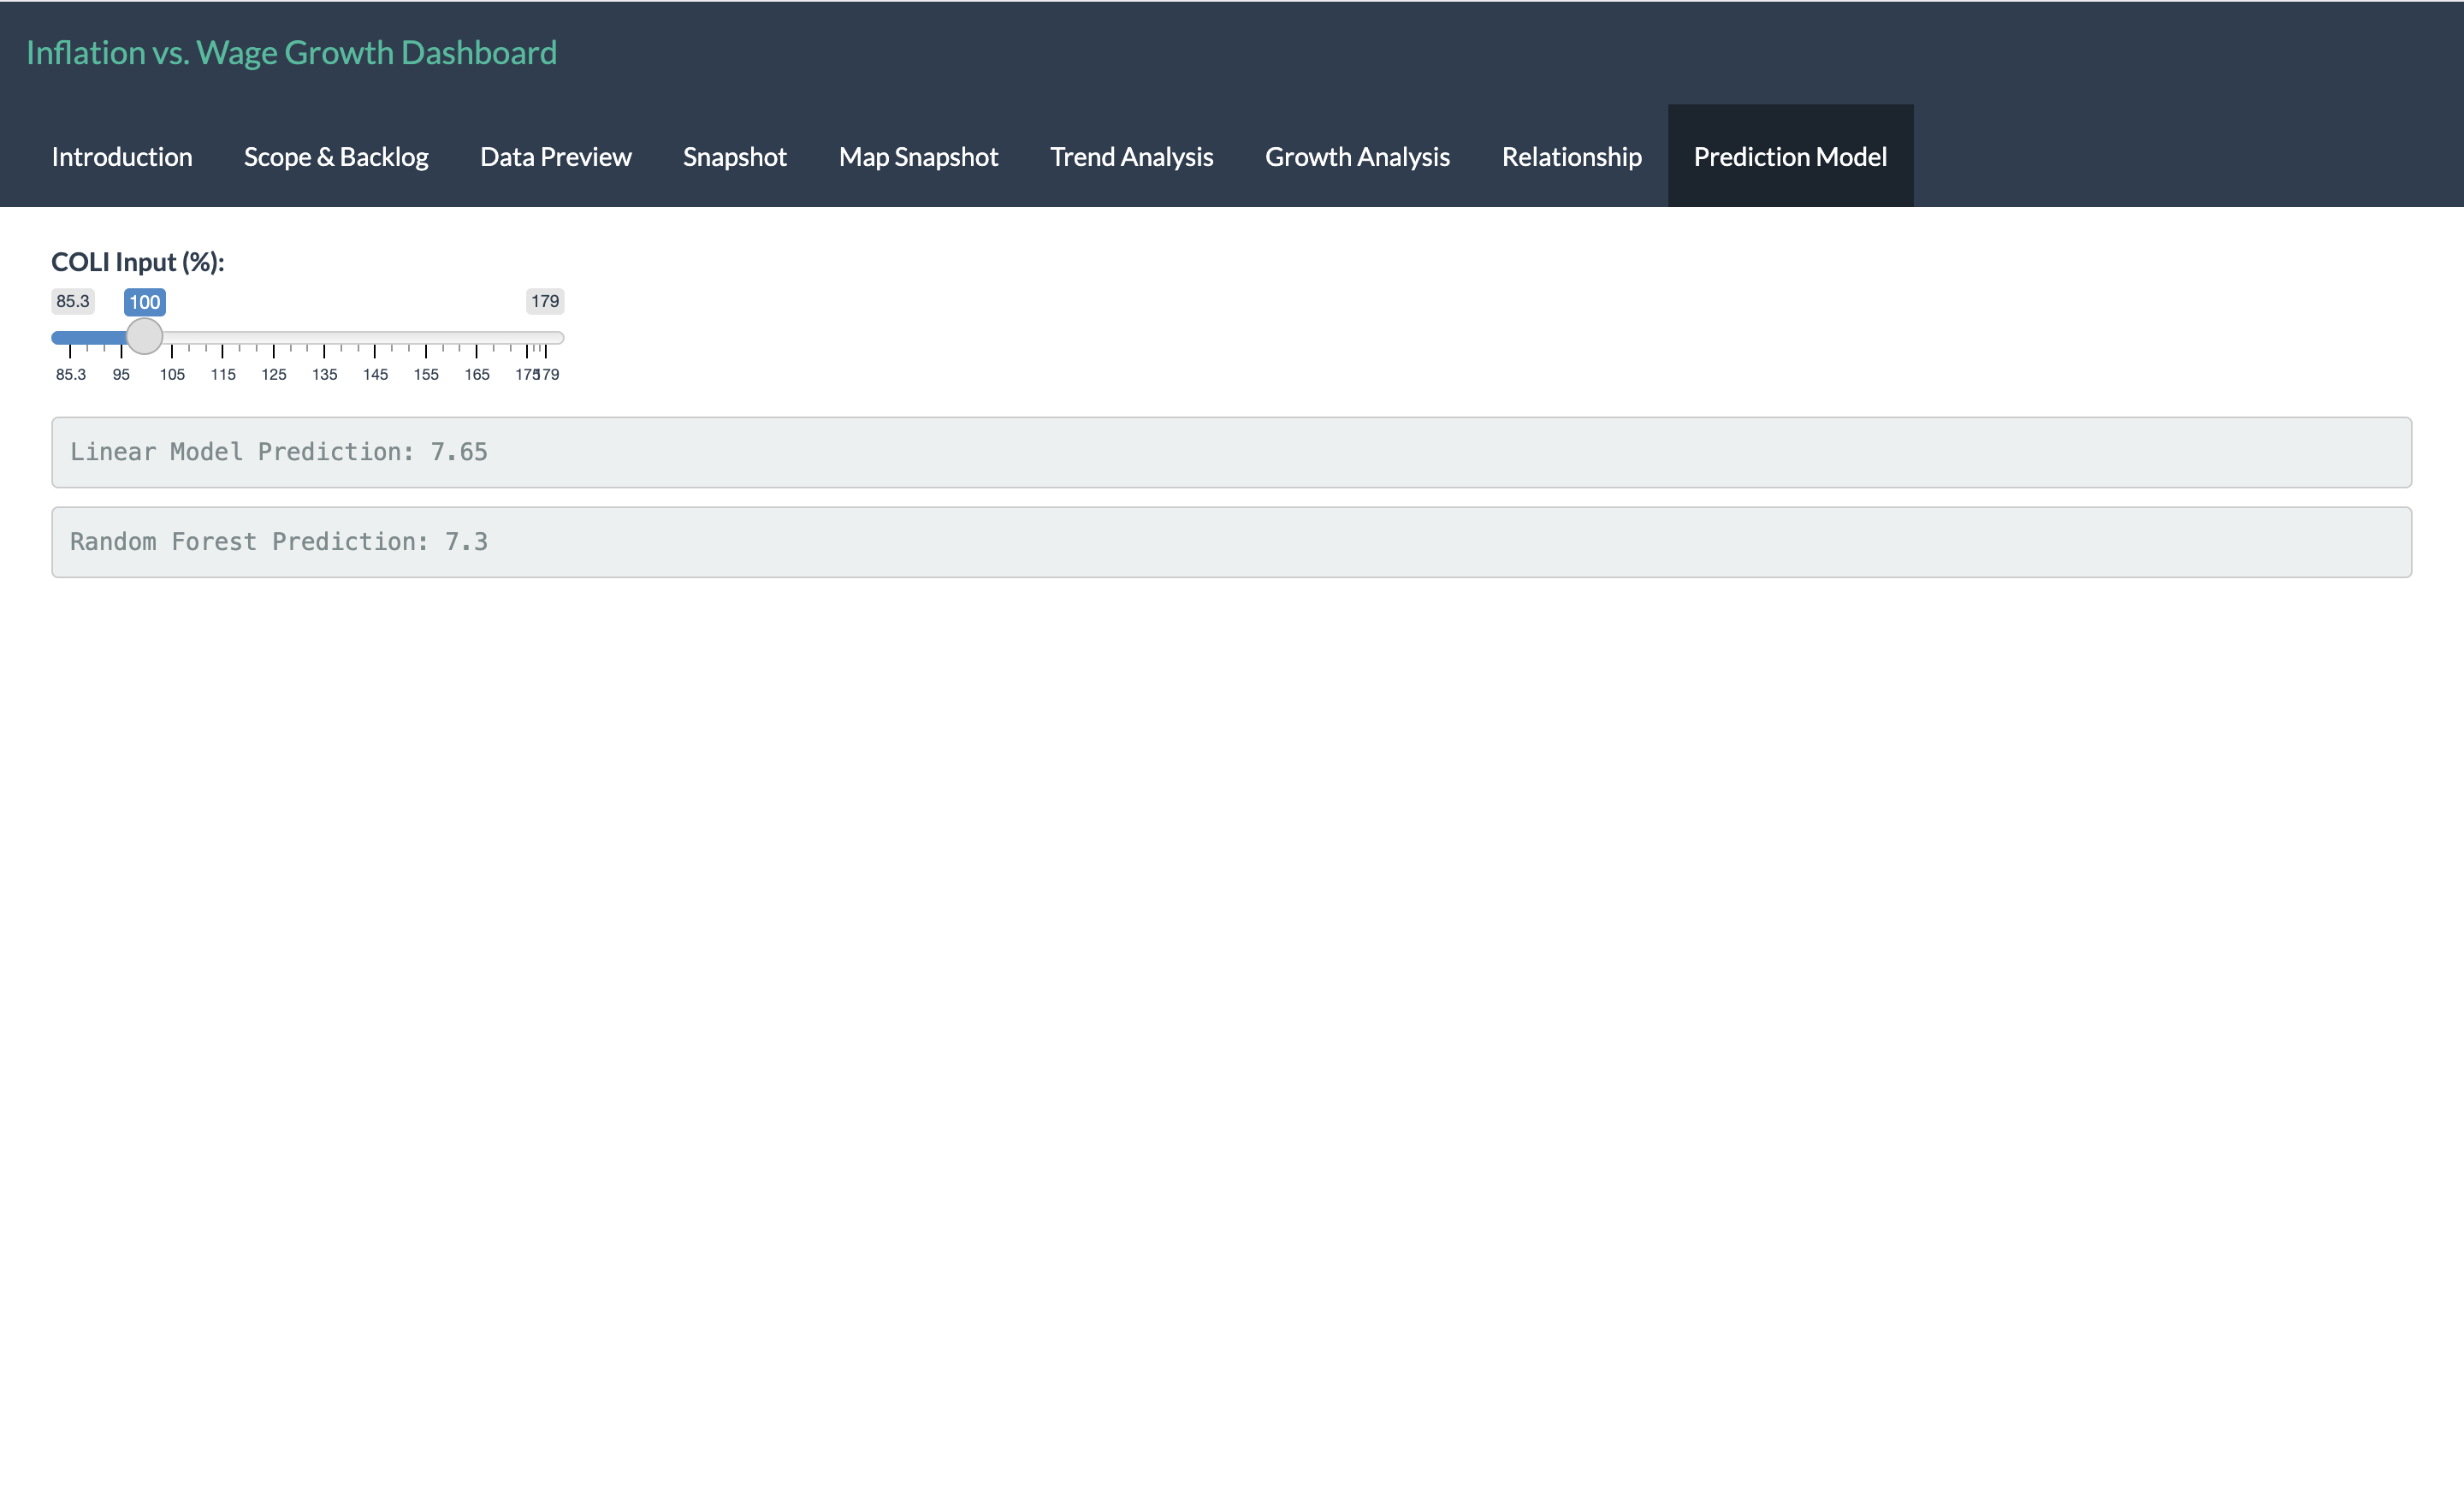 Inflation vs. Wage Growth Dashboard
Introduction Scope & Backlog Data Preview Snapshot Map Snapshot Trend Analysis Growth Analysis Relationship Prediction Model
COLI Input (%):
85.3 100 179
85.3 95 105 115 125 135 145 155 165 175 179
Linear Model Prediction: 7.65
Random Forest Prediction: 7.3